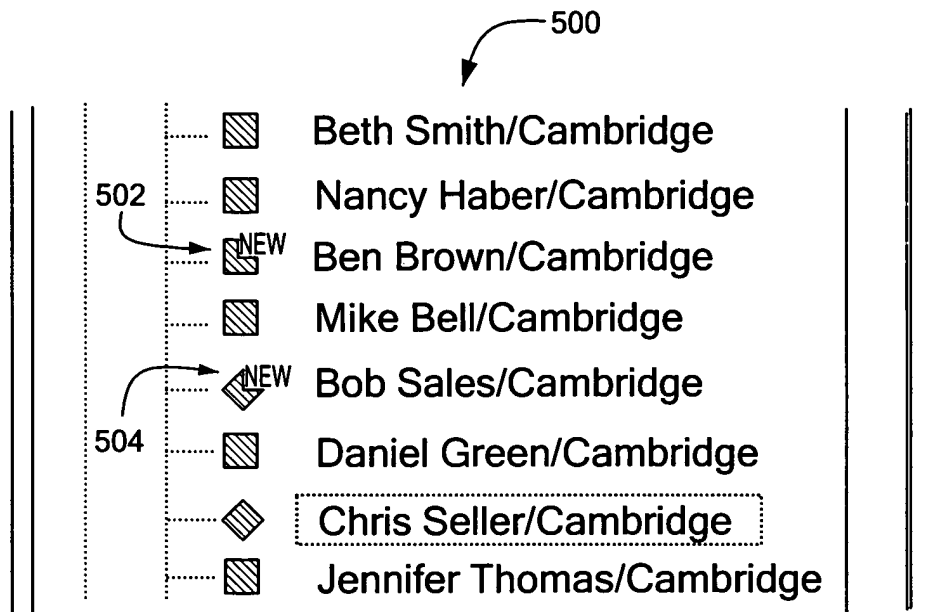 500
Beth Smith/Cambridge
502
Nancy Haber/Cambridge
NEW Ben Brown/Cambridge
Mike Bell/Cambridge
NEW Bob Sales/Cambridge
504
Daniel Green/Cambridge
Chris Seller/Cambridge
Jennifer Thomas/Cambridge